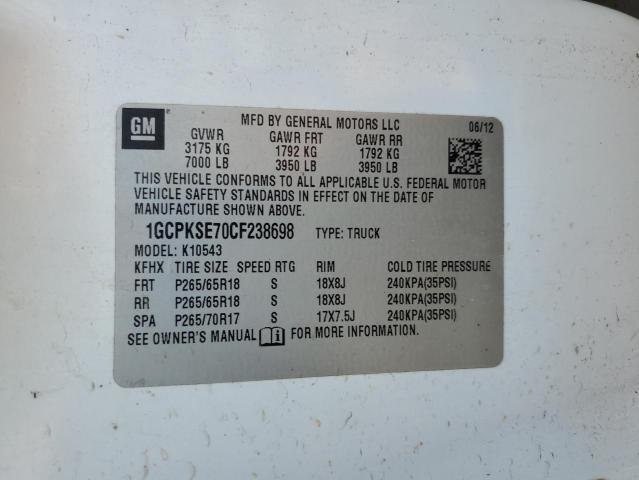 GM MFD BY GENERAL MOTORS LLC 06/12
GVWR GAWR FRT GAWR RR
3175 KG 1792 KG 1792 KG
7000 LB 3950 LB 3950 LB
THIS VEHICLE CONFORMS TO ALL APPLICABLE U.S. FEDERAL MOTOR
VEHICLE SAFETY STANDARDS IN EFFECT ON THE DATE OF
MANUFACTURE SHOWN ABOVE.
1GCPKSE70CF238698 TYPE: TRUCK
MODEL: K10543
KFHX TIRE SIZE SPEED RTG RIM COLD TIRE PRESSURE
FRT P265/65R18 S 18X8J 240KPA(35PSI)
RR P265/65R18 S 18X8J 240KPA(35PSI)
SPA P265/70R17 S 17X7.5J 240KPA(35PSI)
SEE OWNER'S MANUAL FOR MORE INFORMATION.